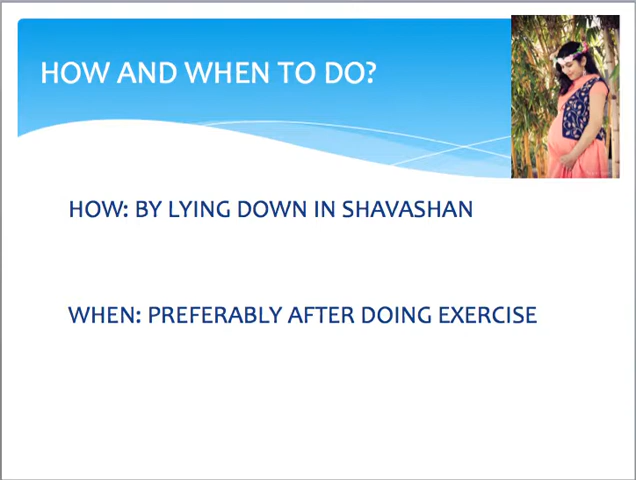 HOW AND WHEN TO DO?
HOW: BY LYING DOWN IN SHAVASHAN
WHEN: PREFERABLY AFTER DOING EXERCISE